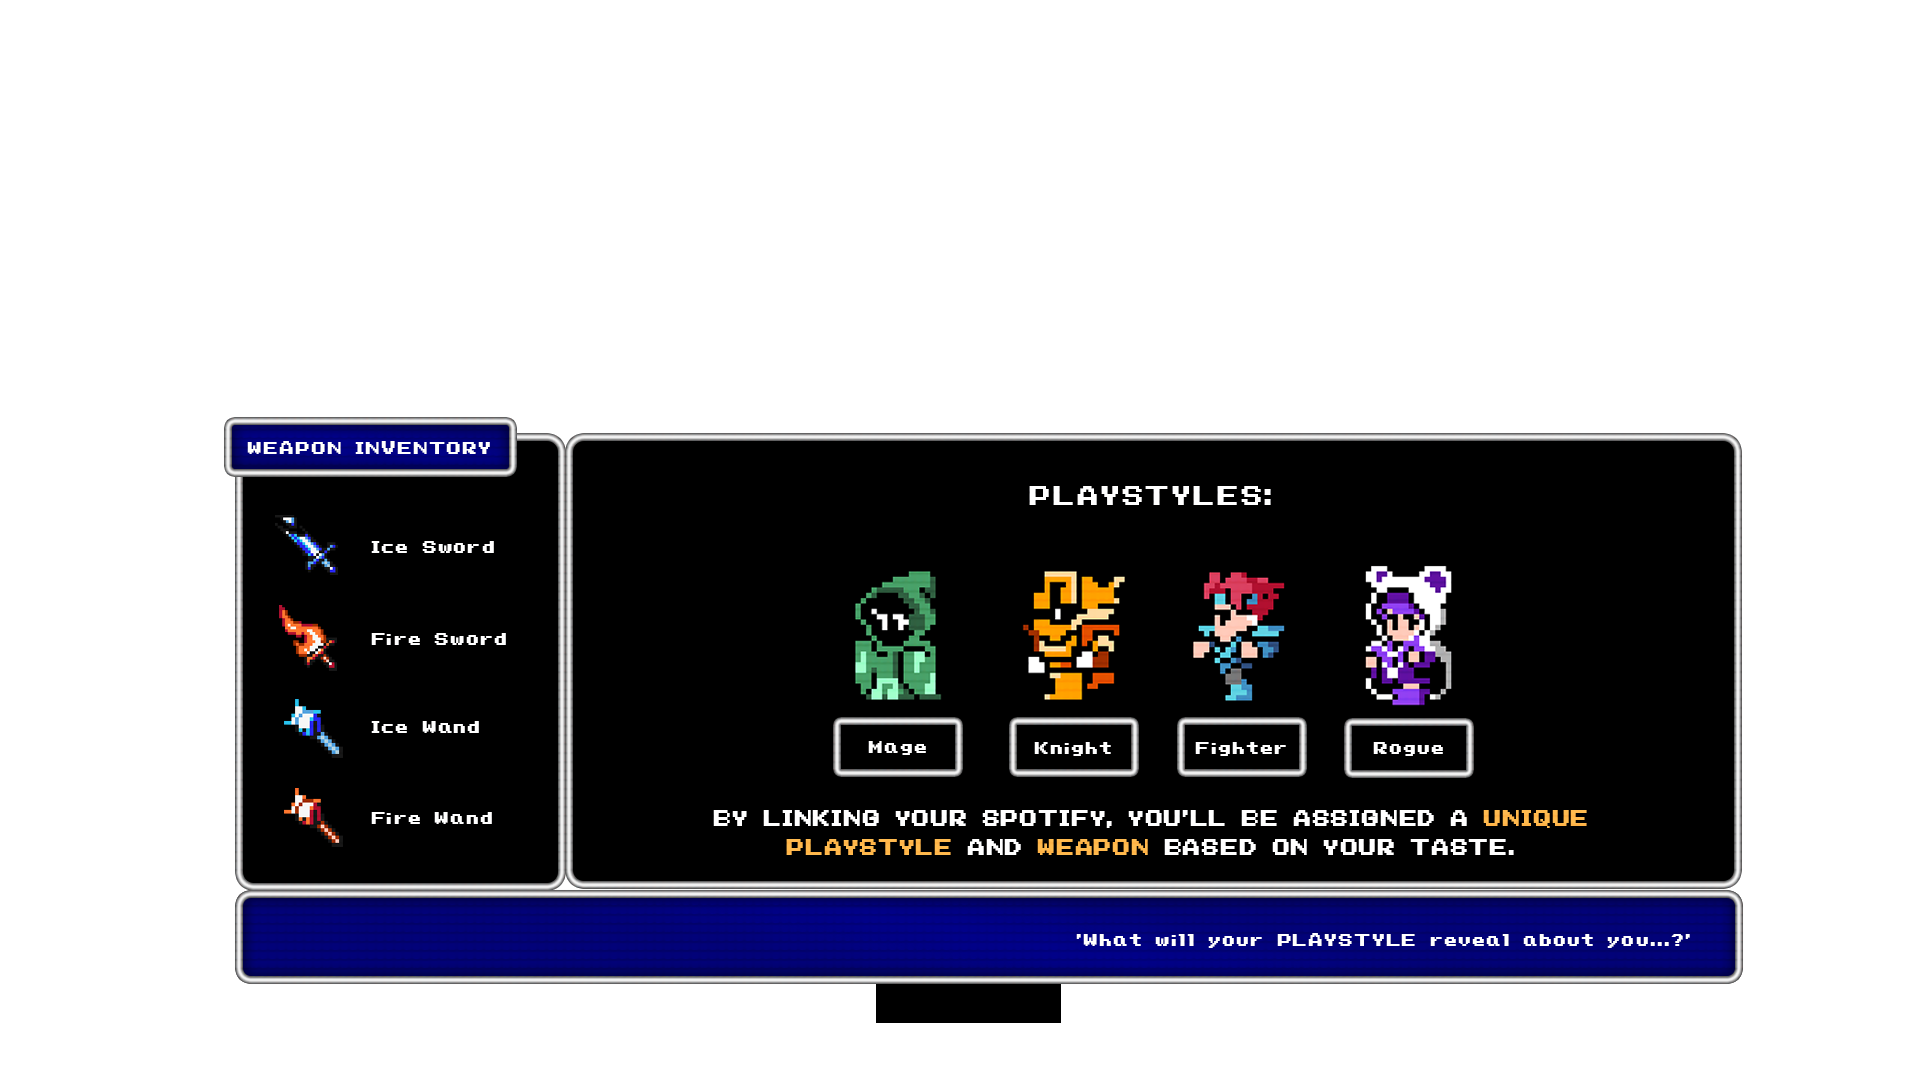 WEAPON INVENTORY
Ice Sword
Fire Sword
Ice Wand
Fire Wand
PLAYSTYLES:
Mage
Knight
Fighter
Rogue
BY LINKING YOUR SPOTIFY, YOU'LL BE ASSIGNED A UNIQUE
PLAYSTYLE AND WEAPON BASED ON YOUR TASTE.
'What will your PLAYSTYLE reveal about you...?'